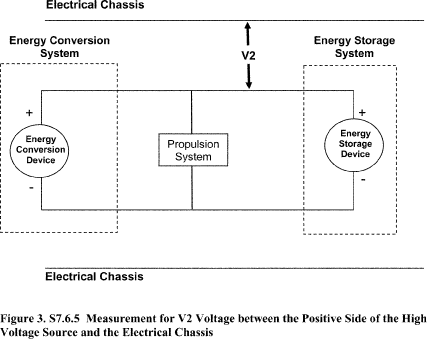 Electrical Chassis
Energy Conversion
System
V2
Energy Storage
System
+
+
Energy
Conversion
Device
Propulsion
System
Energy
Storage
Device
-
-
Electrical Chassis
Figure 3. S7.6.5 Measurement for V2 Voltage between the Positive Side of the High
Voltage Source and the Electrical Chassis